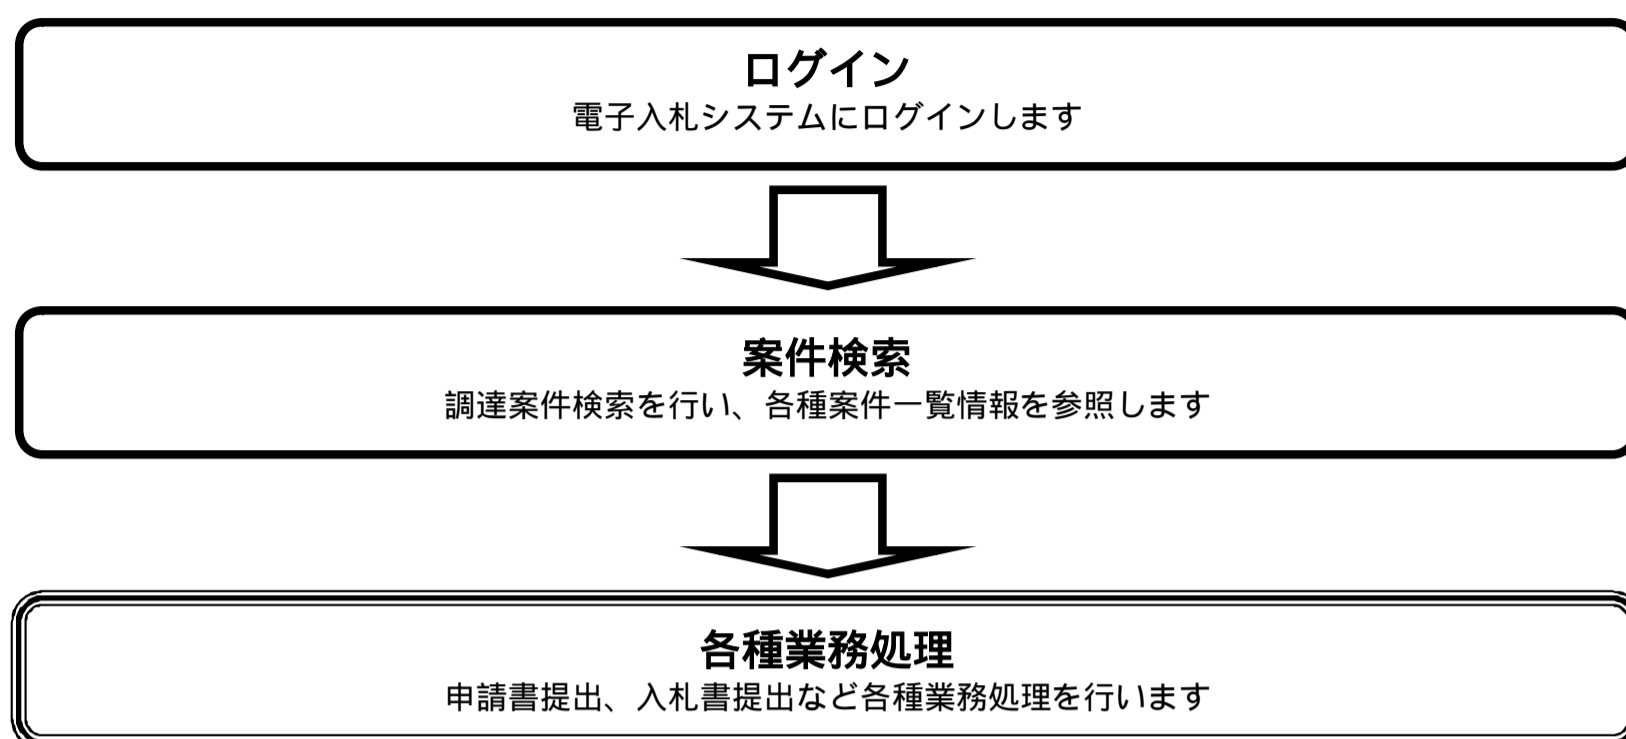 ログイン
電子入札システムにログインします
案件検索
調達案件検索を行い、各種案件一覧情報を参照します
各種業務処理
申請書提出、入札書提出など各種業務処理を行います